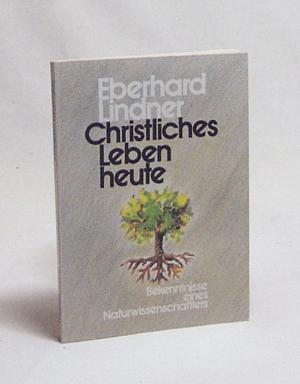 Eberhard
Lindner
Christliches
Leben
heute
Bekenntnisse
eines
Naturwissenschaftlers